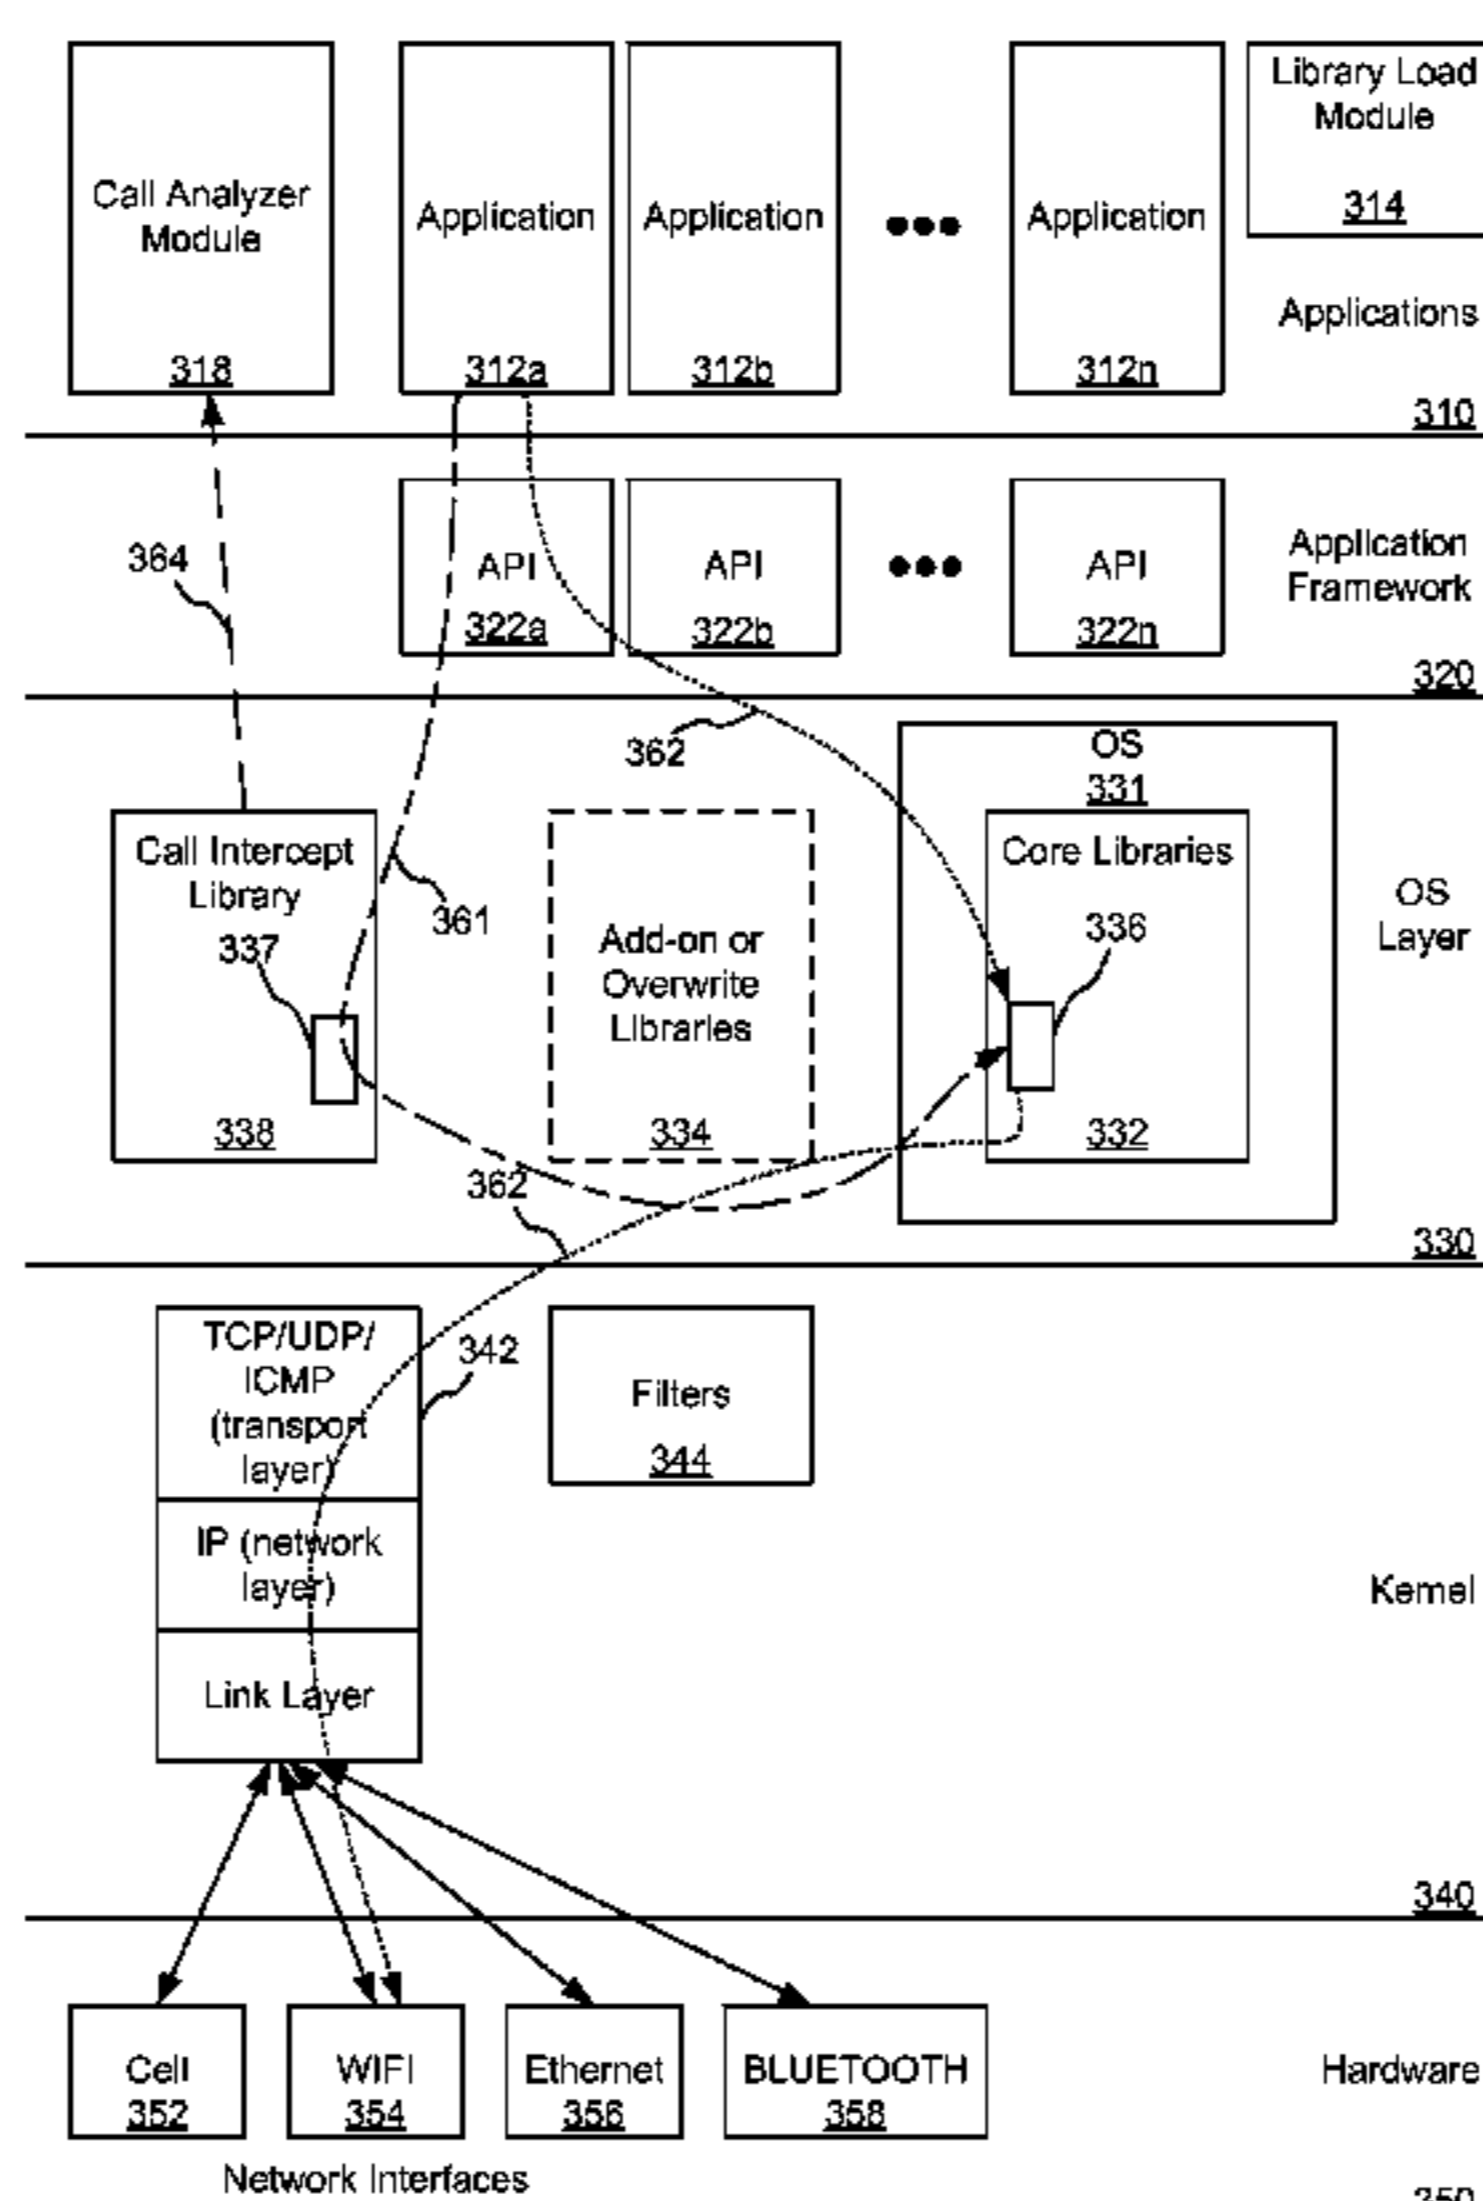 Library Load
Module
314
Call Analyzer
Module
318
Application
312a
Application
312b
●●●
Application
312n
Applications
310
364
API
322a
API
322b
●●●
API
322n
Application
Framework
320
362
OS
331
Call Intercept
Library
337
338
361
Add-on or
Overwrite
Libraries
334
Core Libraries
336
332
OS
Layer
362
330
TCP/UDP/
ICMP
(transport
layer)
342
IP (network
layer)
Link Layer
Filters
344
Kernel
340
Cell
352
WIFI
354
Ethernet
356
BLUETOOTH
358
Hardware
Network Interfaces
350